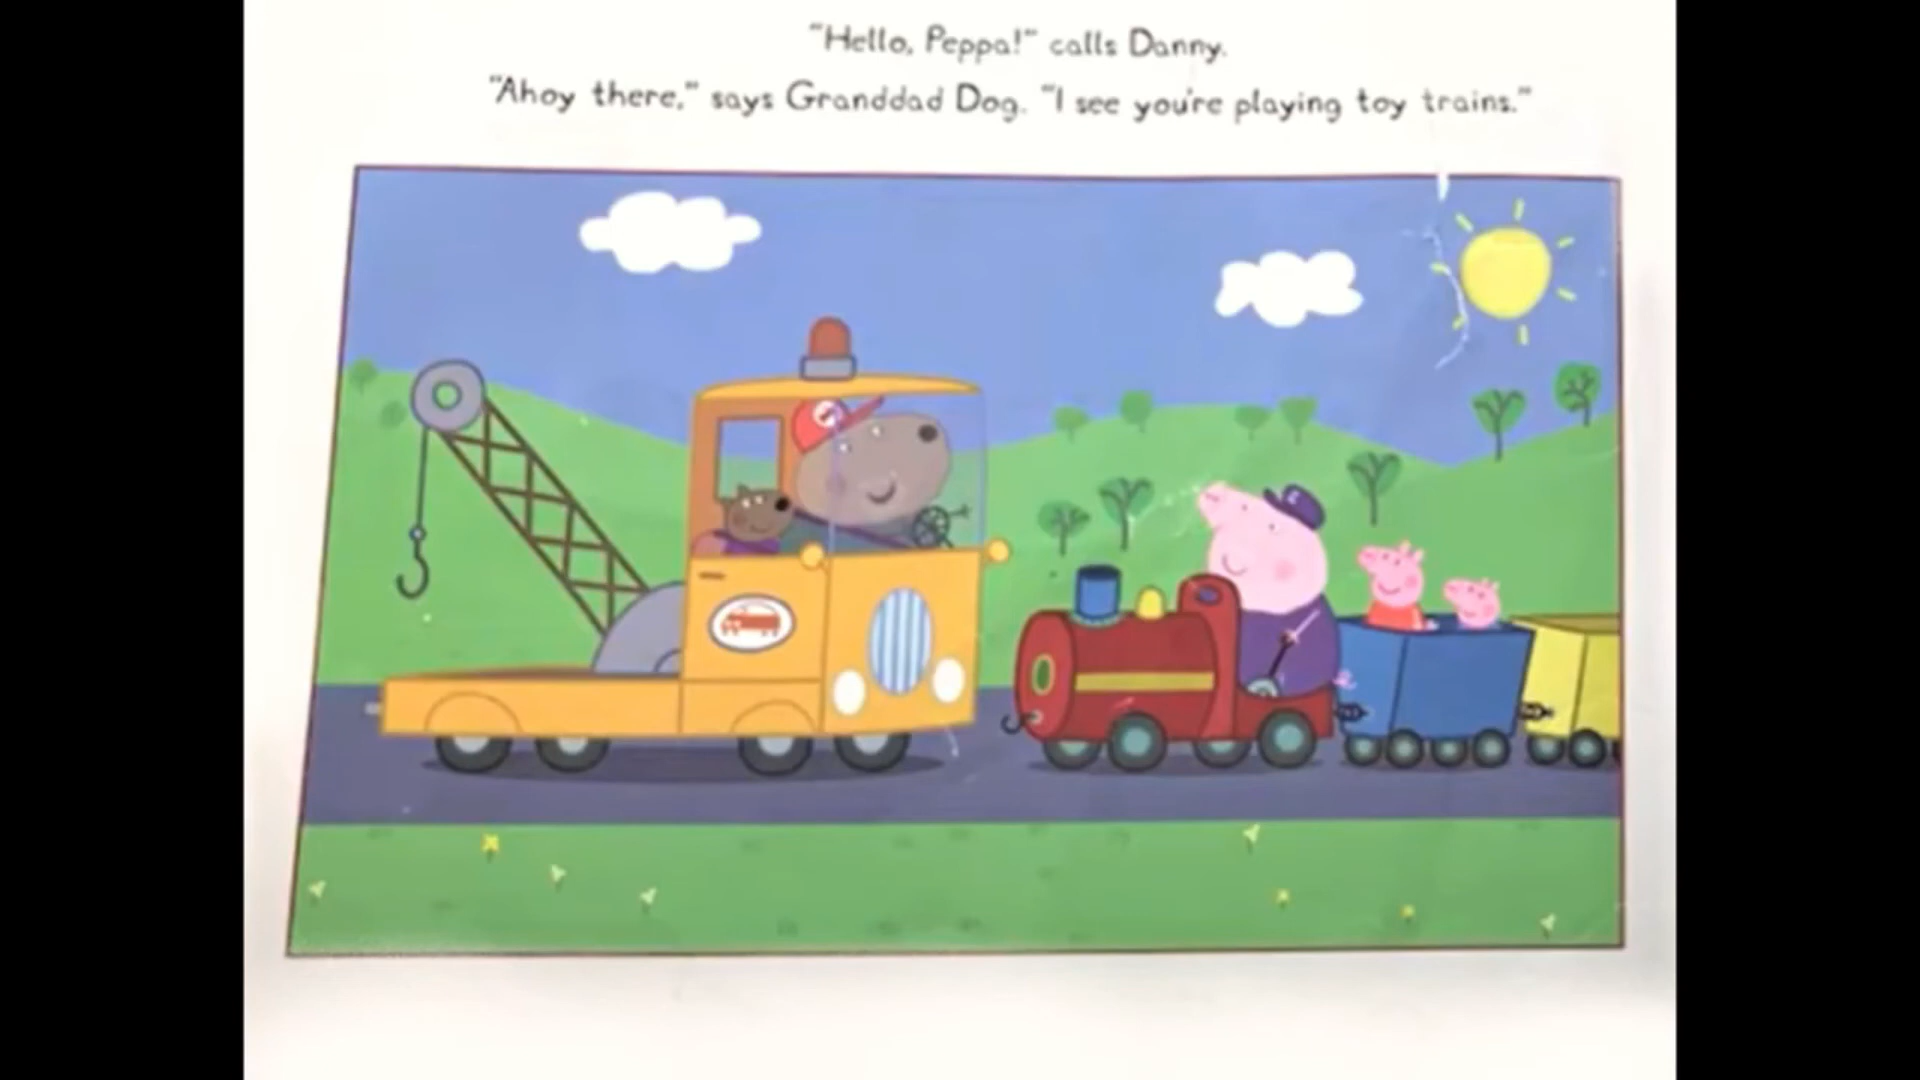 "Hello, Peppa!" calls Danny.
"Ahoy there," says Granddad Dog. "I see you're playing toy trains."